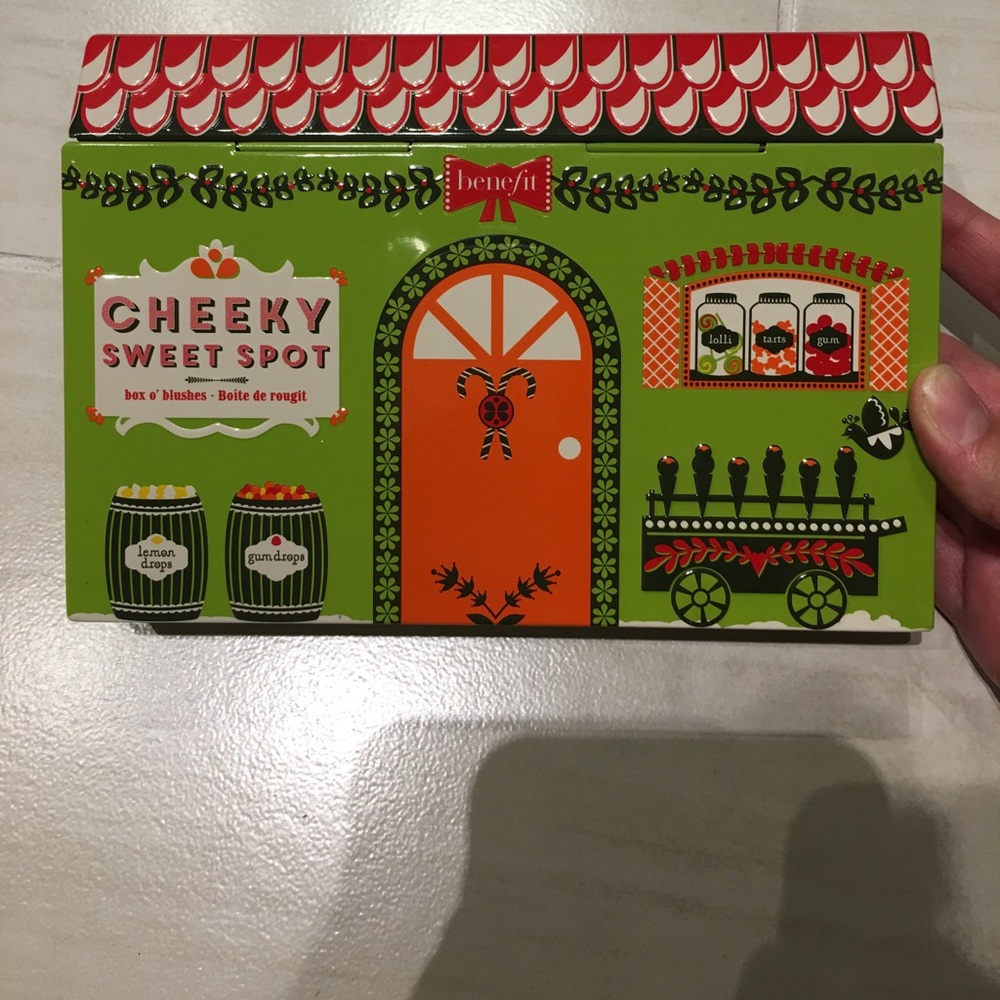 benefit
CHEEKY
SWEET SPOT
box o' blushes · Boîte de rougit
lolli
tarts
gum
lemon
drops
gumdrops